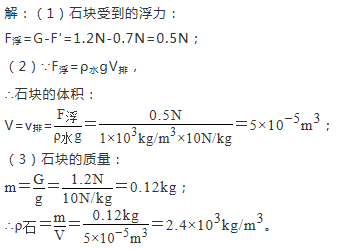 解：（1）石块受到的浮力：
F浮=G-F′=1.2N-0.7N=0.5N；
（2）∵F浮=ρ水gV排，
∴石块的体积：
V=v排=F浮/ρ水g=0.5N/1×10³kg/m³×10N/kg=5×10⁻⁵m³；
（3）石块的质量：
m=G/g=1.2N/10N/kg=0.12kg；
∴ρ石=m/V=0.12kg/5×10⁻⁵m³=2.4×10³kg/m³。